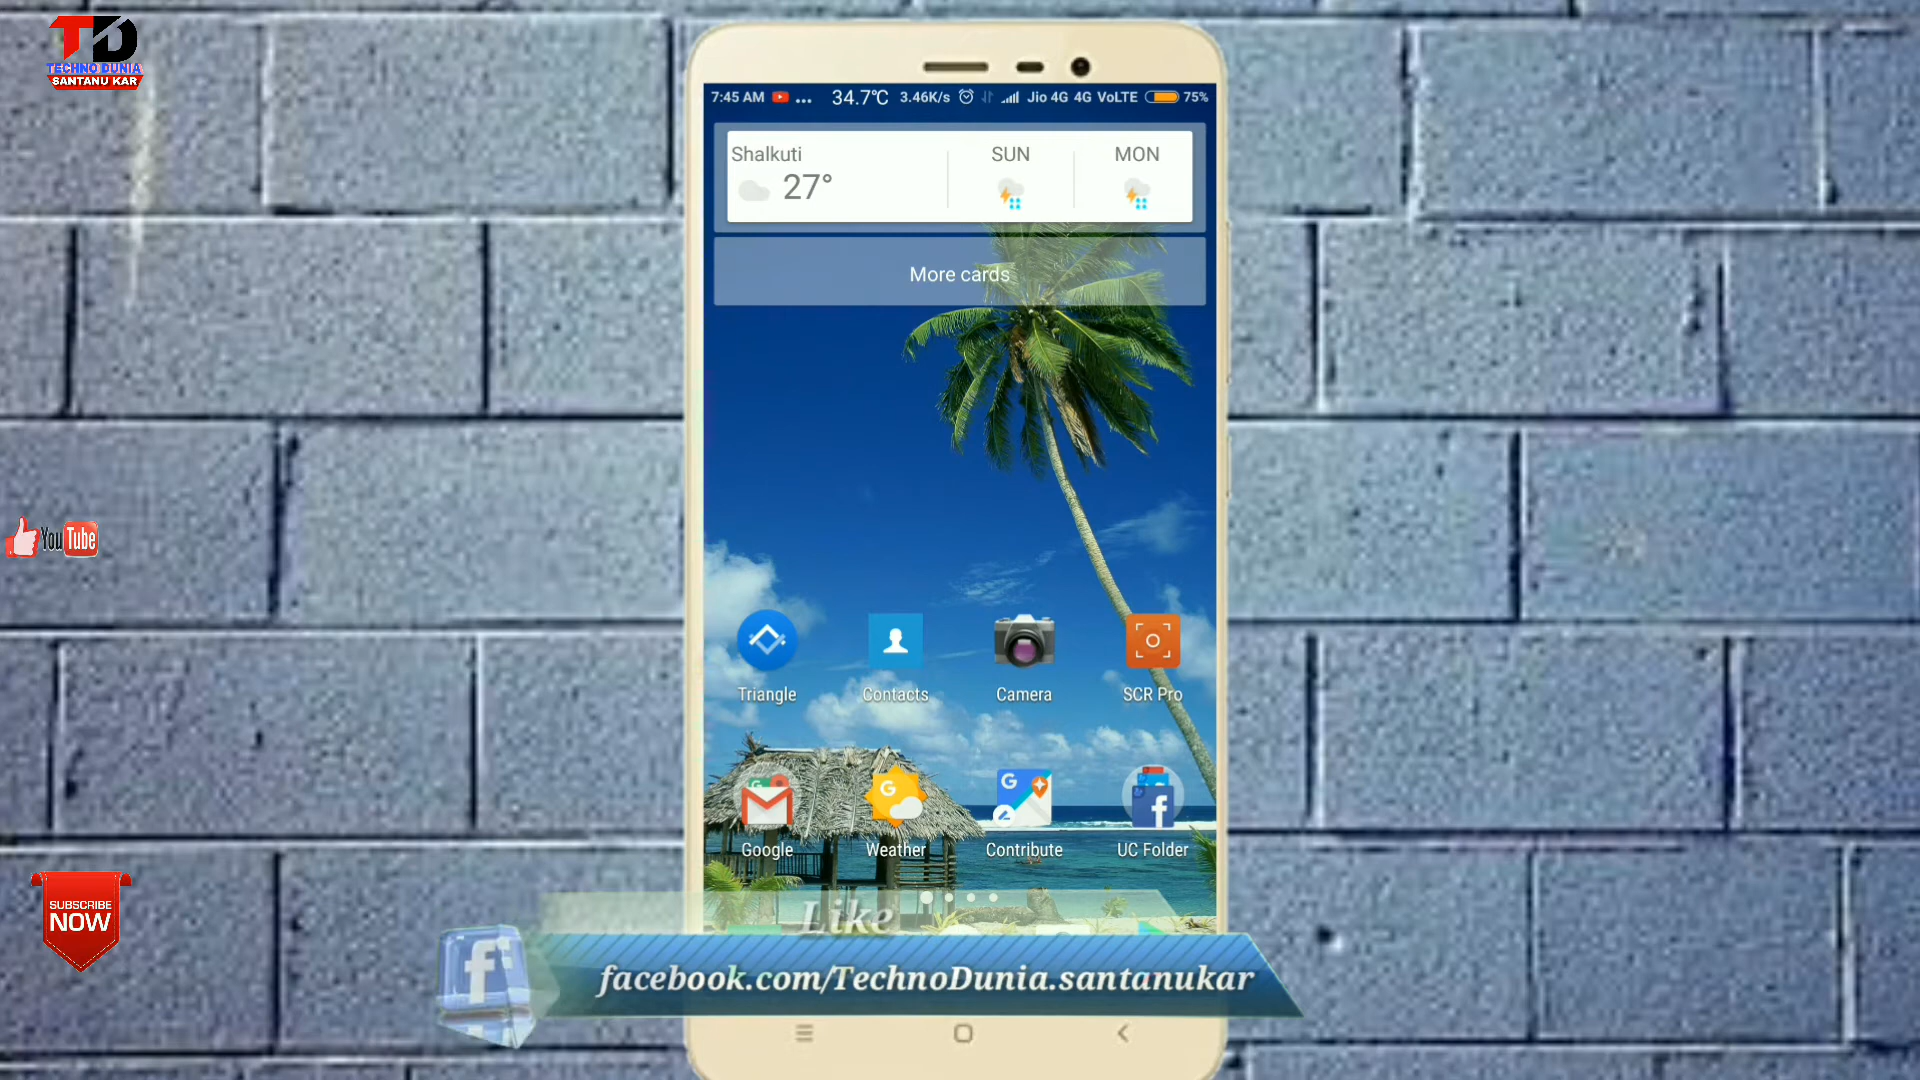 TD
TECHNO DUNIA
SANTANU KAR
7:45 AM ... 34.7℃ 3.46K/s Jio 4G 4G VoLTE 75%
Shalkuti
27°
SUN
MON
More cards
YouTube
Triangle
Contacts
Camera
SCR Pro
Google
Weather
Contribute
UC Folder
SUBSCRIBE
NOW
Like
facebook.com/TechnoDunia.santanukar